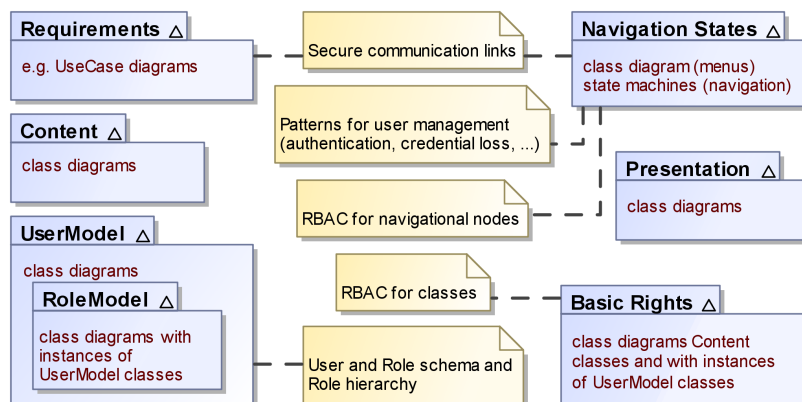 Requirements
e.g. UseCase diagrams
Secure communication links
Navigation States
class diagram (menus)
state machines (navigation)
Content
class diagrams
Patterns for user management
(authentication, credential loss, ...)
Presentation
class diagrams
RBAC for navigational nodes
UserModel
class diagrams
RoleModel
class diagrams with
instances of
UserModel classes
RBAC for classes
Basic Rights
class diagrams Content
classes and with instances
of UserModel classes
User and Role schema and
Role hierarchy